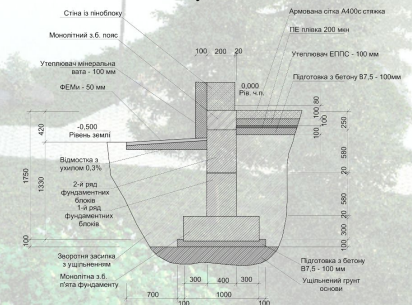 Стіна із піноблоку
Армована сітка А400с стяжка
Монолітний з.б. пояс
ПЕ плівка 200 мкн
100 200 20
Утеплювач мінеральна
вата - 100 мм
Утеплювач ЕППС - 100 мм
Підготовка з бетону В7,5 - 100мм
ФЕМи - 50 мм
0,000
Рів. ч.п.
100 80
100
100
250
-0,500
Рівень землі
420
1750
1330
100
Відмостка з
ухилом 0,3%
20
580
20
580
2-й ряд
фундаментних
блоків
1-й ряд
фундаментних
блоків
20
300
100
Зворотня засипка
з ущільненням
Монолітна з.б.
п'ята фундаменту
Підготовка з бетону
В7,5 - 100 мм
Ущільнений грунт
основи
300 400 300
700 1000
100 100